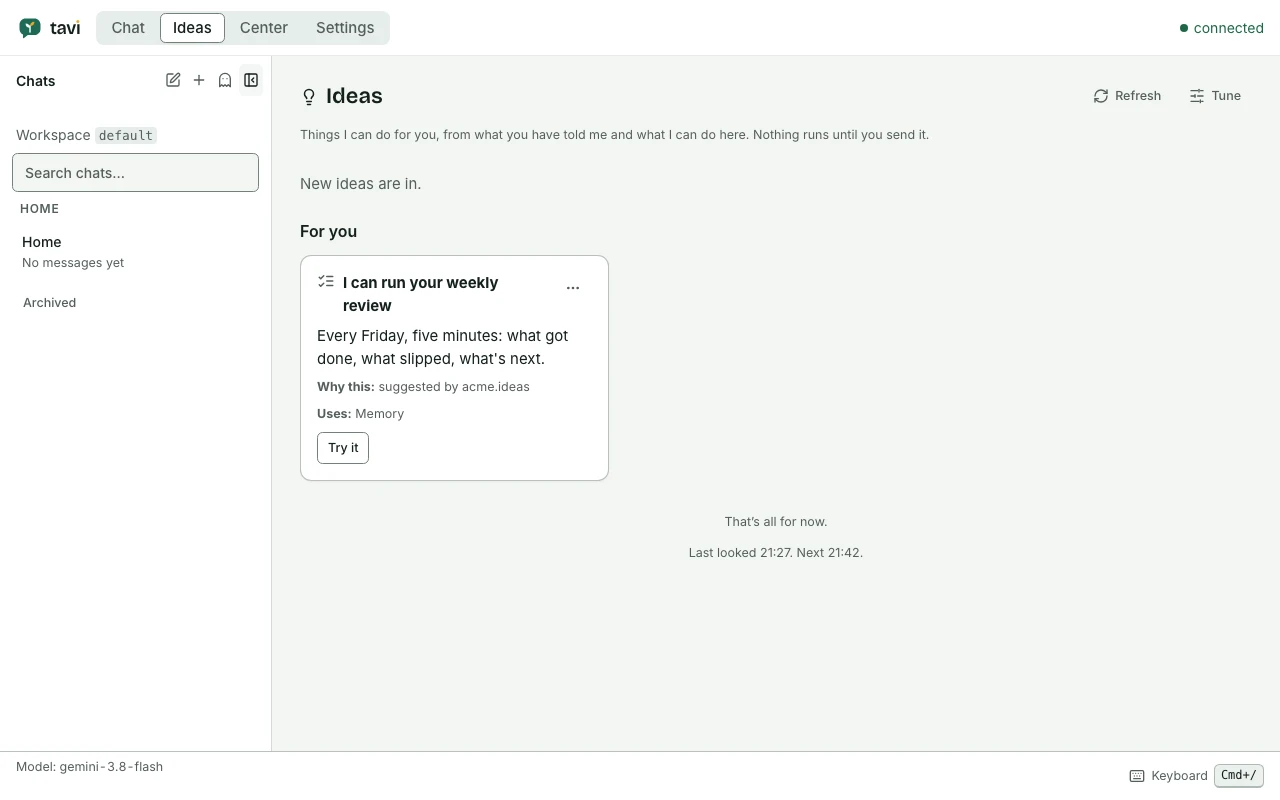 tavi
Chat
Ideas
Center
Settings
connected
Chats
Workspace default
Search chats...
HOME
Home
No messages yet
Archived
Ideas
Refresh
Tune
Things I can do for you, from what you have told me and what I can do here. Nothing runs until you send it.
New ideas are in.
For you
I can run your weekly
review
...
Every Friday, five minutes: what got
done, what slipped, what's next.
Why this: suggested by acme.ideas
Uses: Memory
Try it
That’s all for now.
Last looked 21:27. Next 21:42.
Model: gemini-3.8-flash
Keyboard
Cmd+/